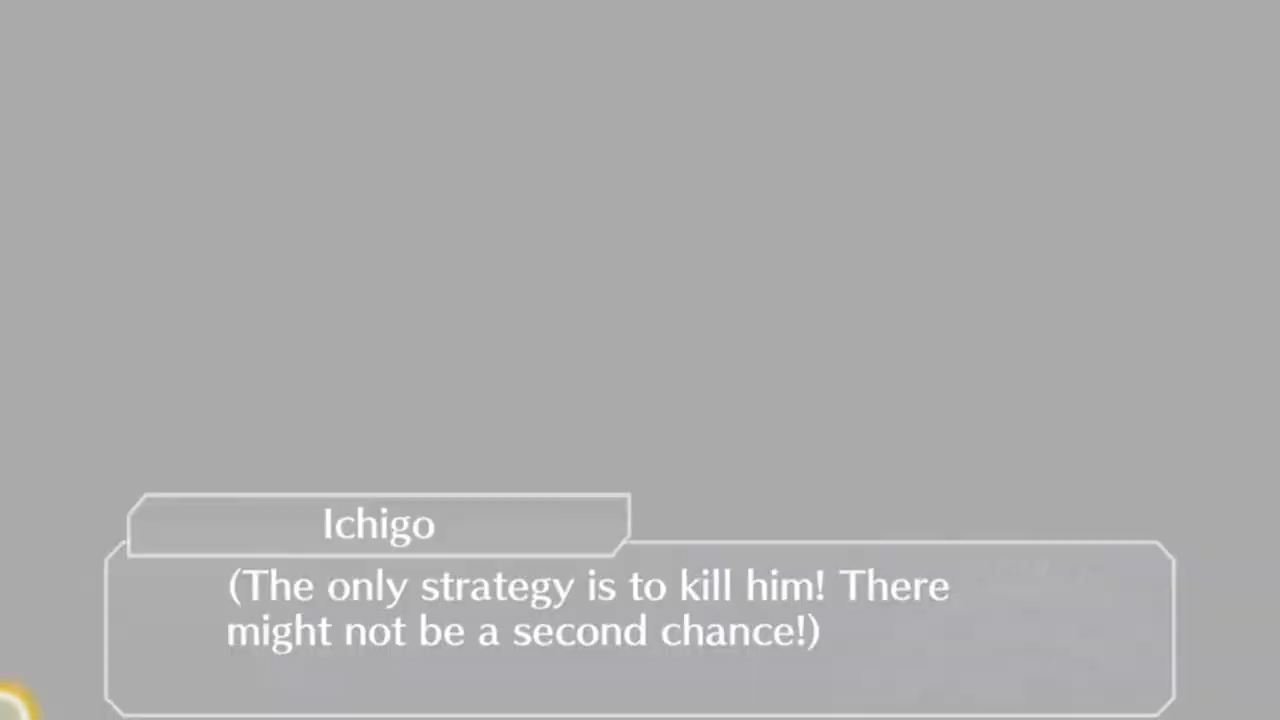 Ichigo
(The only strategy is to kill him! There
might not be a second chance!)